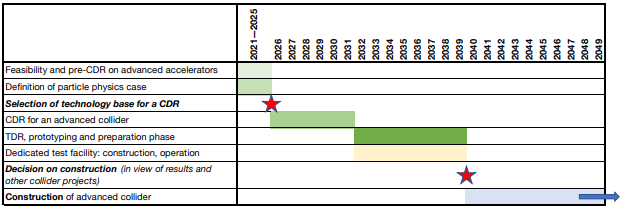 2021—2025
2026
2027
2028
2029
2030
2031
2032
2033
2034
2035
2036
2037
2038
2039
2040
2041
2042
2043
2044
2045
2046
2047
2048
2049
Feasibility and pre-CDR on advanced accelerators
Definition of particle physics case
Selection of technology base for a CDR
CDR for an advanced collider
TDR, prototyping and preparation phase
Dedicated test facility: construction, operation
Decision on construction (in view of results and
other collider projects)
Construction of advanced collider